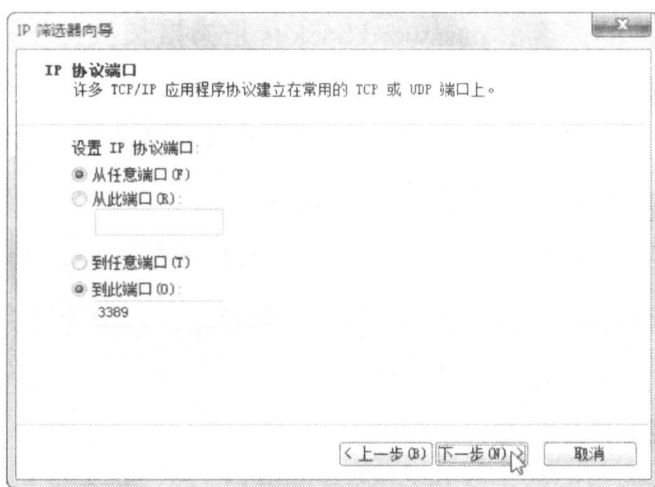 IP 筛选器向导
IP 协议端口
许多 TCP/IP 应用程序协议建立在常用的 TCP 或 UDP 端口上。
设置 IP 协议端口:
从任意端口(F)
从此端口(R):
到任意端口(T)
到此端口(O):
3389
< 上一步(B) 下一步(N) > 取消